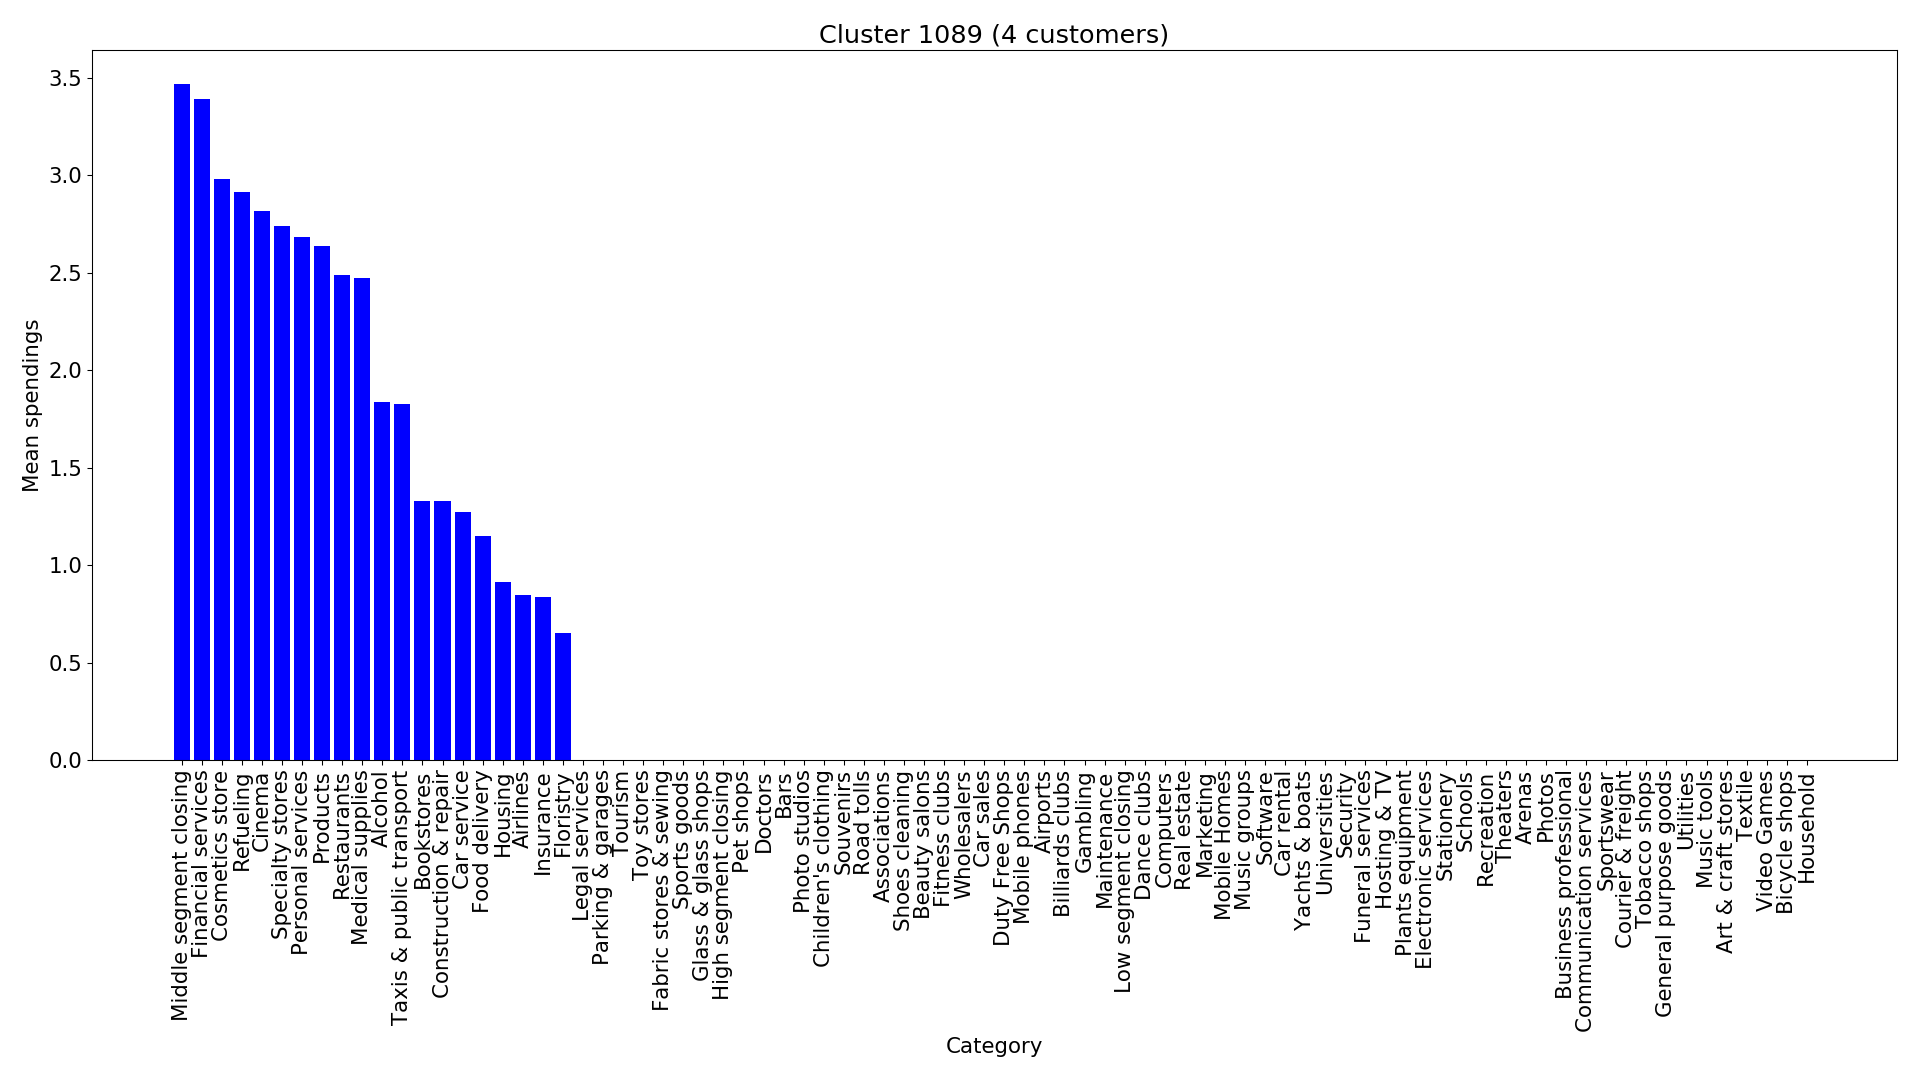 Cluster 1089 (4 customers)
Mean spendings
3.5
3.0
2.5
2.0
1.5
1.0
0.5
0.0
Middle segment closing
Financial services
Cosmetics store
Refueling
Cinema
Specialty stores
Personal services
Products
Restaurants
Medical supplies
Alcohol
Taxis & public transport
Bookstores
Construction & repair
Car service
Food delivery
Housing
Airlines
Insurance
Floristry
Legal services
Parking & garages
Tourism
Toy stores
Fabric stores & sewing
Sports goods
Glass & glass shops
High segment closing
Pet shops
Doctors
Bars
Photo studios
Children's clothing
Souvenirs
Road tolls
Associations
Shoes cleaning
Beauty salons
Fitness clubs
Wholesalers
Car sales
Duty Free Shops
Mobile phones
Airports
Billiards clubs
Gambling
Maintenance
Low segment closing
Dance clubs
Computers
Real estate
Marketing
Mobile Homes
Music groups
Software
Car rental
Yachts & boats
Universities
Security
Funeral services
Hosting & TV
Plants equipment
Electronic services
Stationery
Schools
Recreation
Theaters
Arenas
Photos
Business professional
Communication services
Sportswear
Courier & freight
Tobacco shops
General purpose goods
Utilities
Music tools
Art & craft stores
Textile
Video Games
Bicycle shops
Household
Category